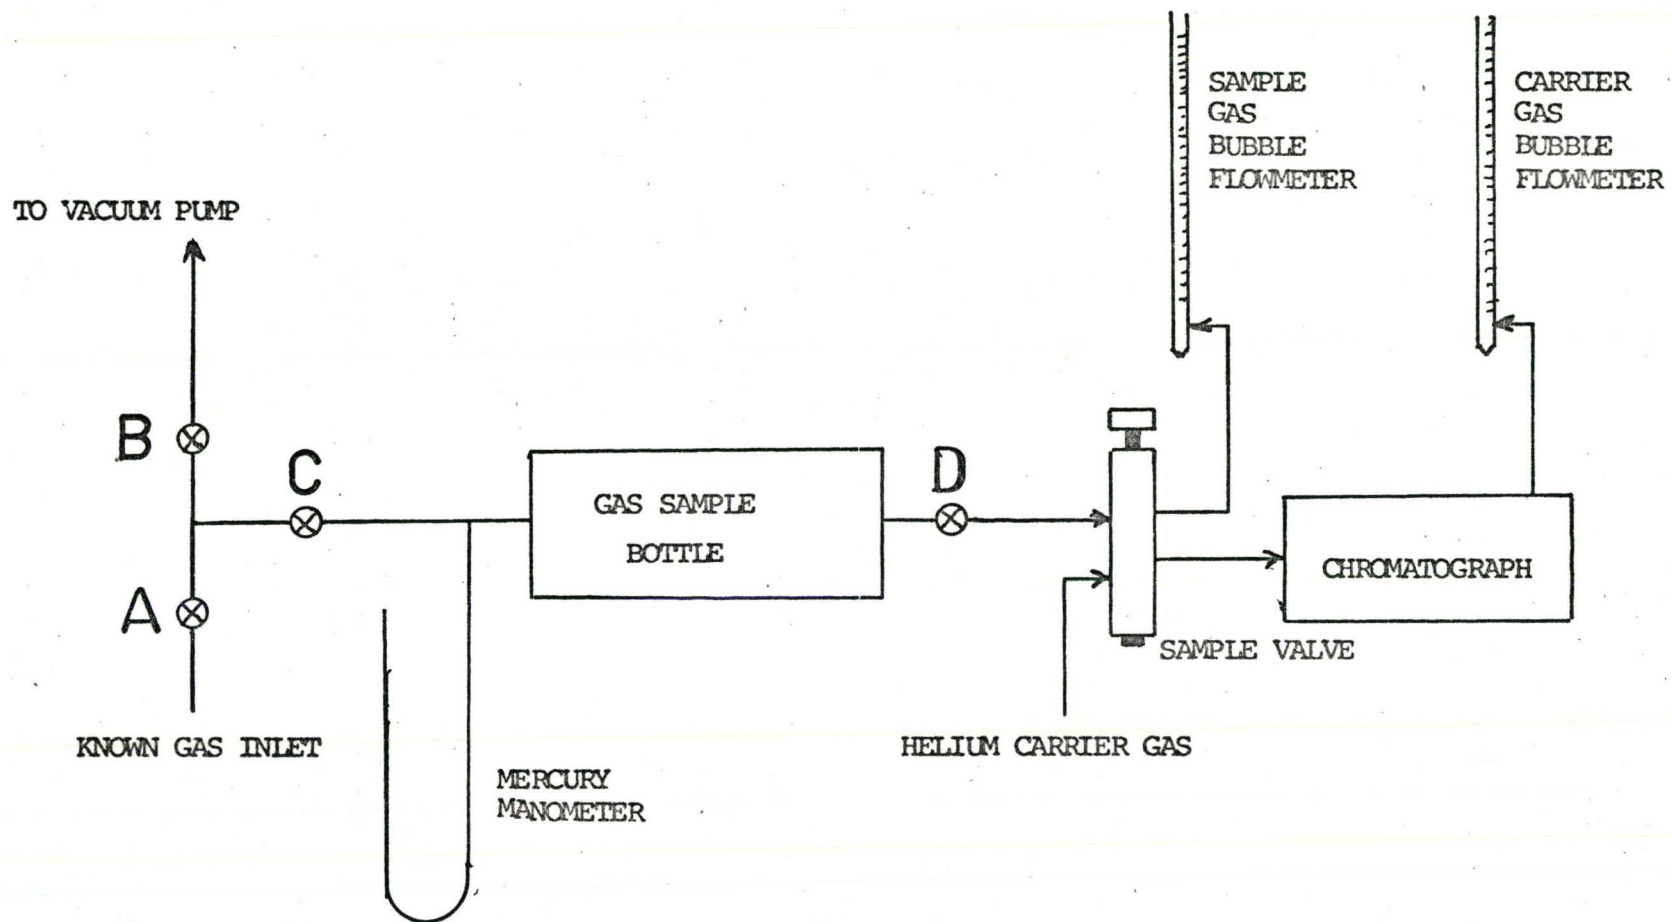 SAMPLE
GAS
BUBBLE
FLOWMETER
CARRIER
GAS
BUBBLE
FLOWMETER
TO VACUUM PUMP
B
C
D
A
GAS SAMPLE
BOTTLE
CHROMATOGRAPH
SAMPLE VALVE
KNOWN GAS INLET
HELIUM CARRIER GAS
MERCURY
MANOMETER